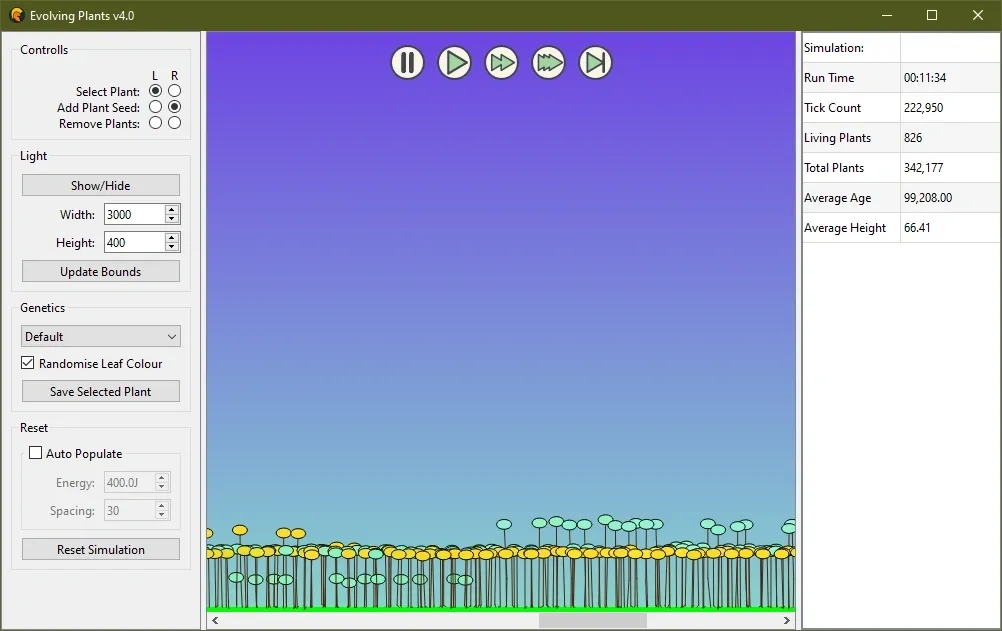 Evolving Plants v4.0
Controlls
L R
Select Plant:
Add Plant Seed:
Remove Plants:
Light
Show/Hide
Width: 3000
Height: 400
Update Bounds
Genetics
Default
Randomise Leaf Colour
Save Selected Plant
Reset
Auto Populate
Energy: 400.0J
Spacing: 30
Reset Simulation
Simulation:
Run Time 00:11:34
Tick Count 222,950
Living Plants 826
Total Plants 342,177
Average Age 99,208.00
Average Height 66.41